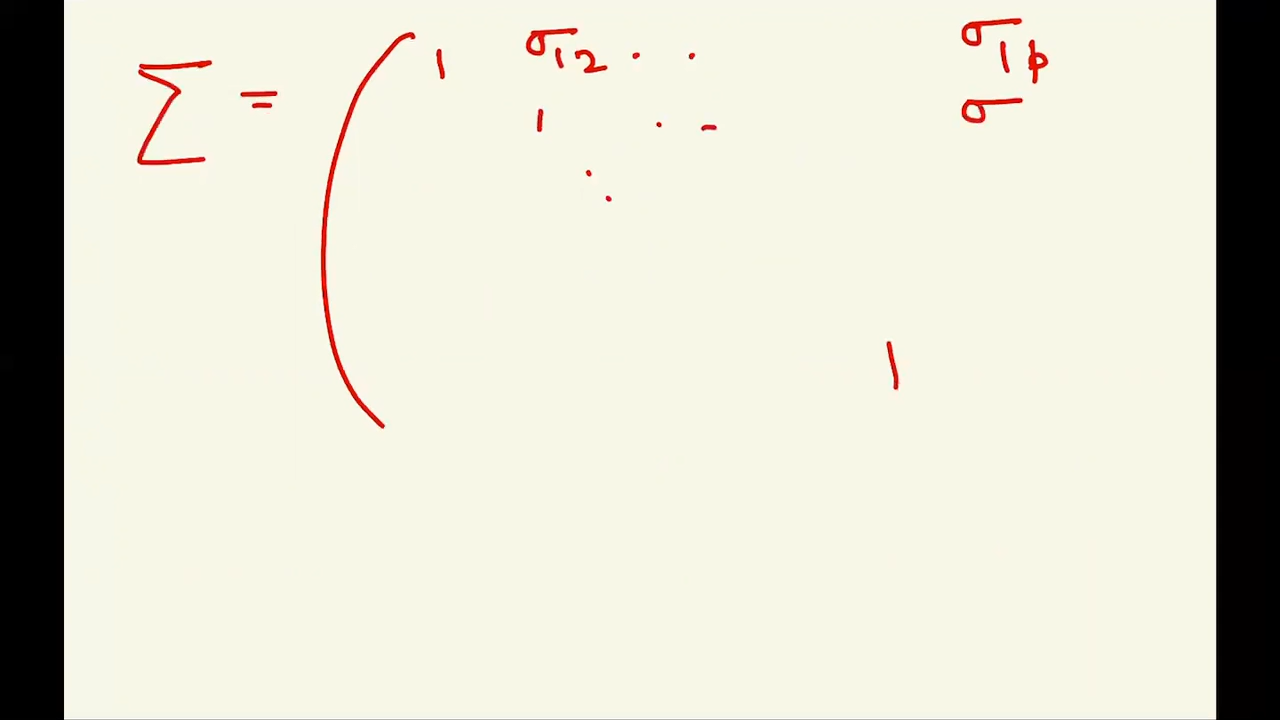 Σ = ( 1 σ12 . . σ1p
1 . . σ
. .
1